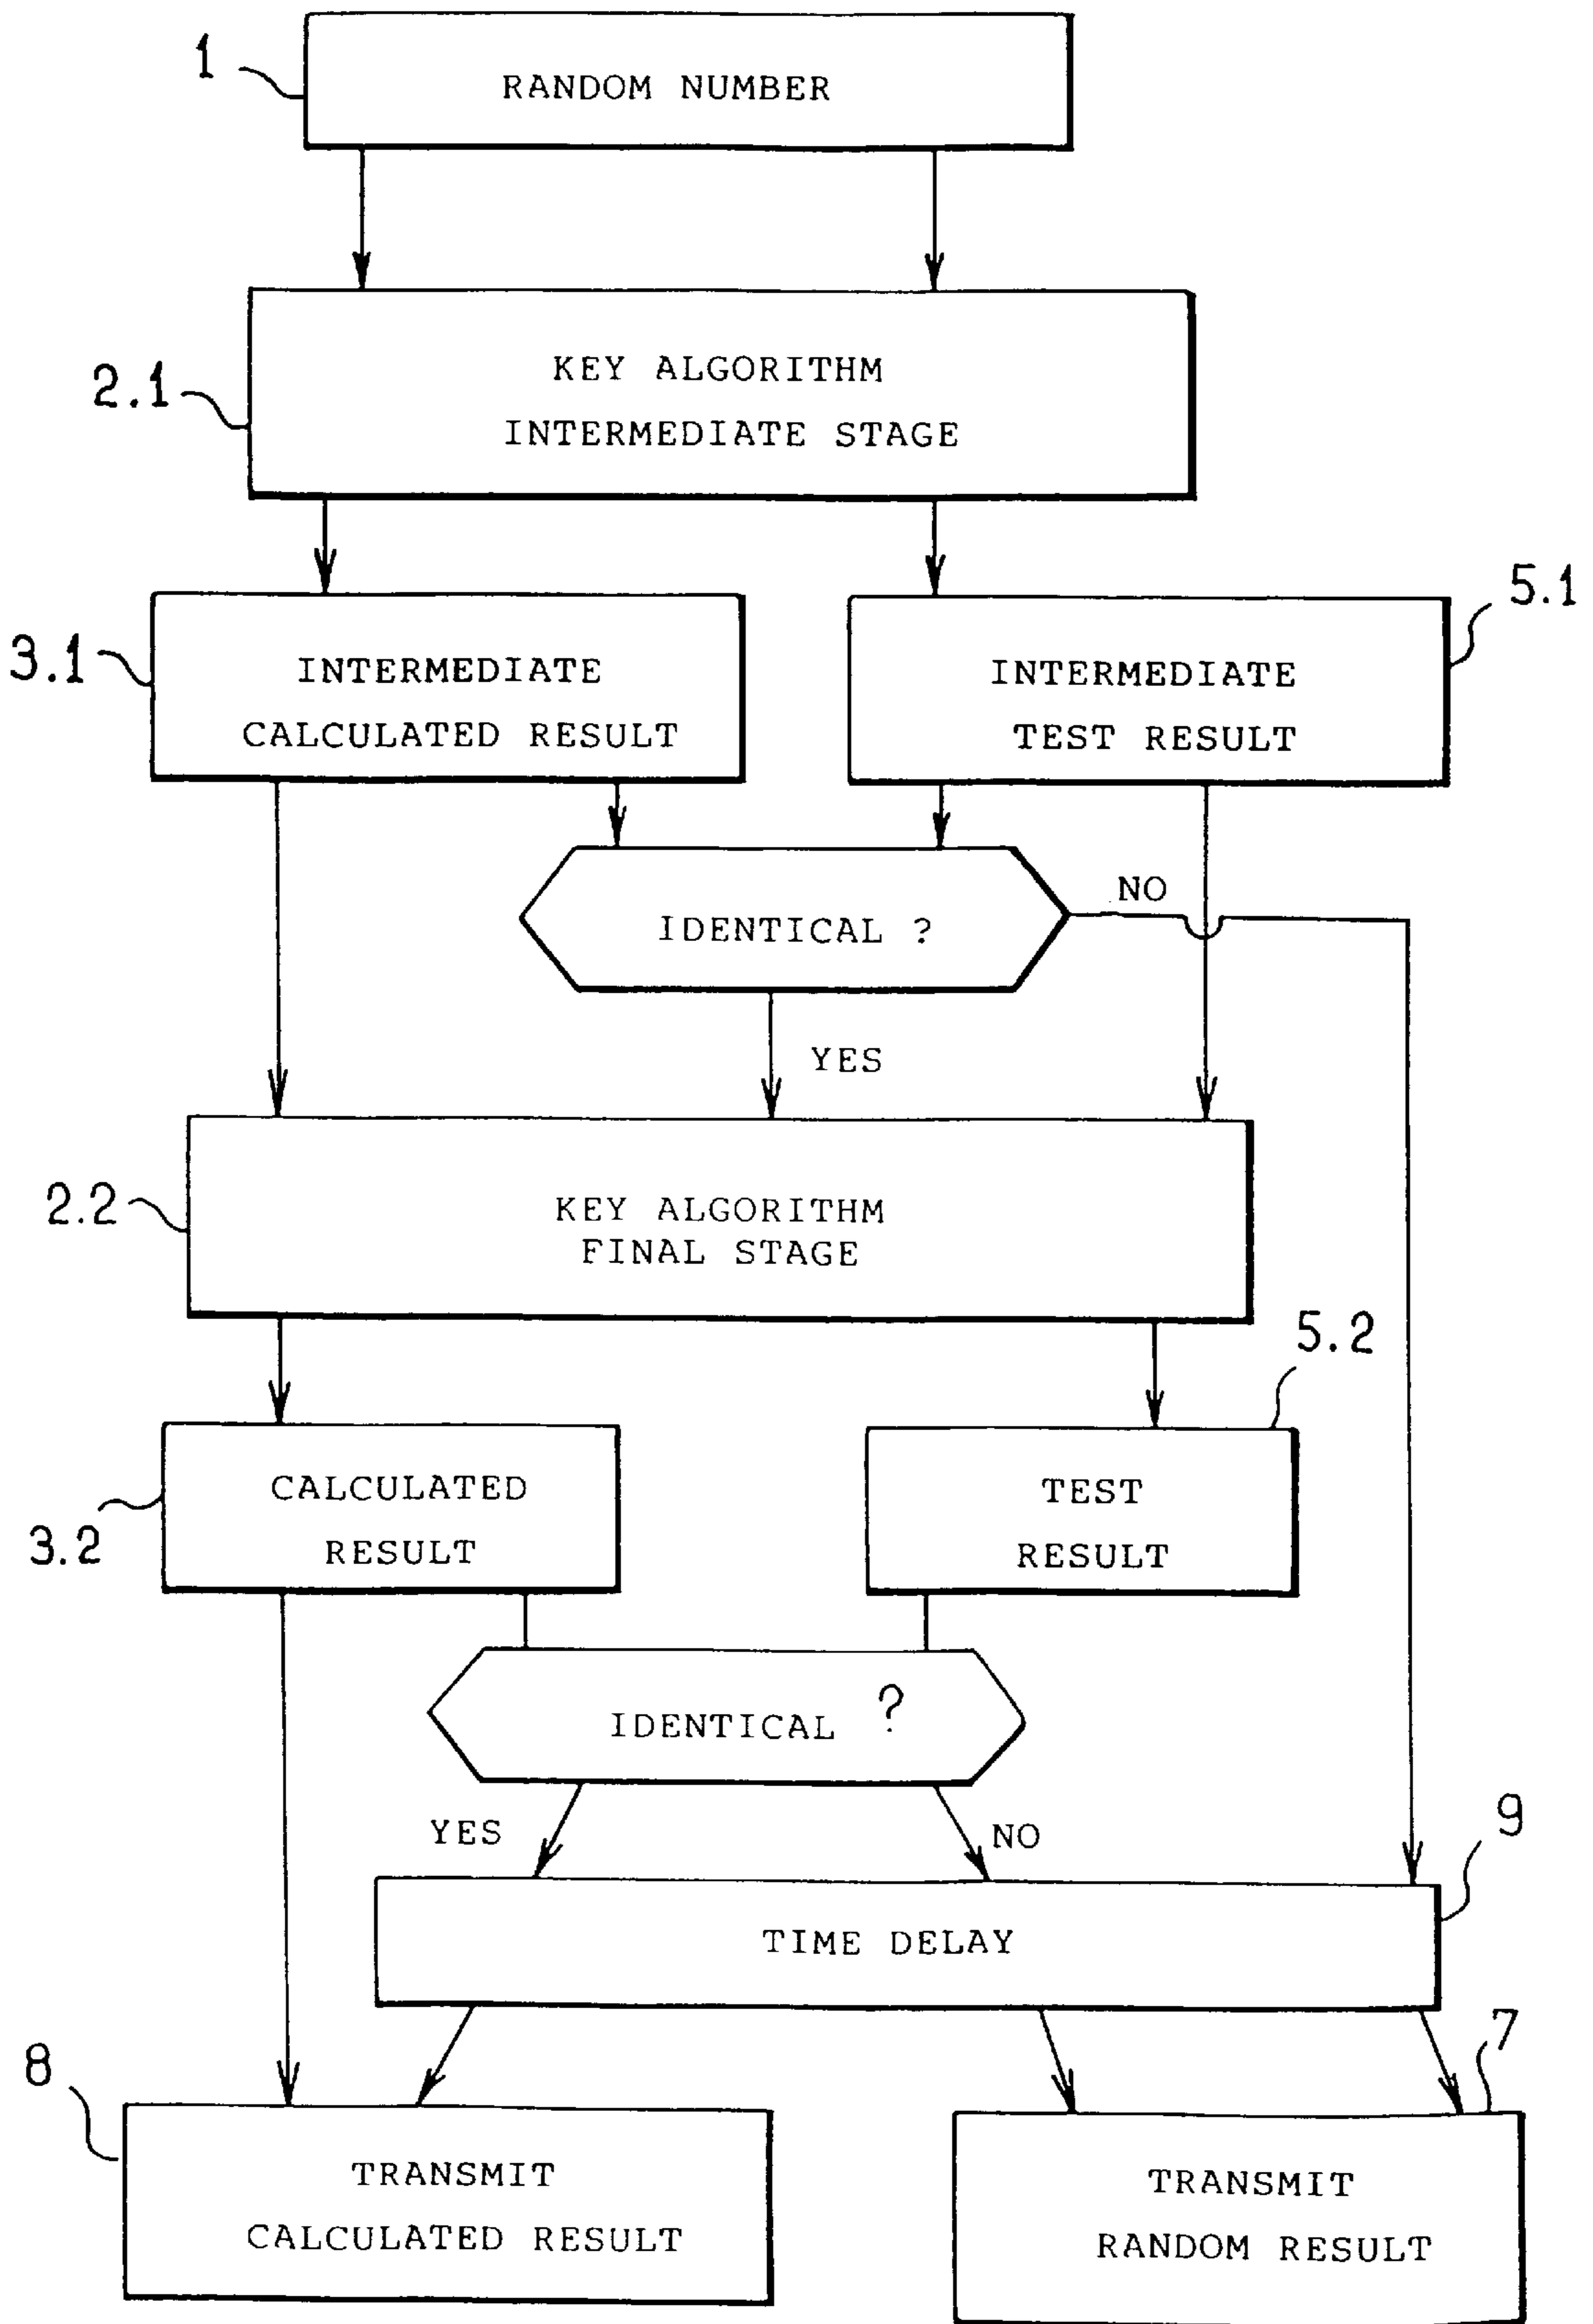 1
RANDOM NUMBER
2.1
KEY ALGORITHM
INTERMEDIATE STAGE
3.1
INTERMEDIATE
CALCULATED RESULT
5.1
INTERMEDIATE
TEST RESULT
IDENTICAL ?
NO
YES
2.2
KEY ALGORITHM
FINAL STAGE
3.2
CALCULATED
RESULT
5.2
TEST
RESULT
IDENTICAL ?
YES
NO
9
TIME DELAY
8
TRANSMIT
CALCULATED RESULT
7
TRANSMIT
RANDOM RESULT